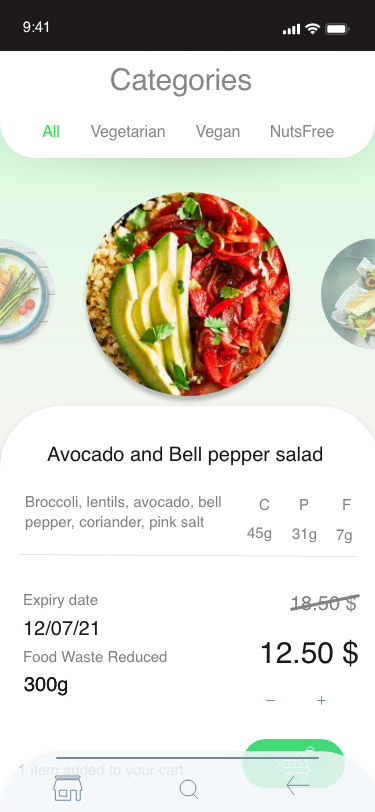 9:41
Categories
All Vegetarian Vegan NutsFree
Avocado and Bell pepper salad
Broccoli, lentils, avocado, bell
pepper, coriander, pink salt
C P F
45g 31g 7g
Expiry date
12/07/21
Food Waste Reduced
300g
18.50 $
12.50 $
− +
1 item added to your cart